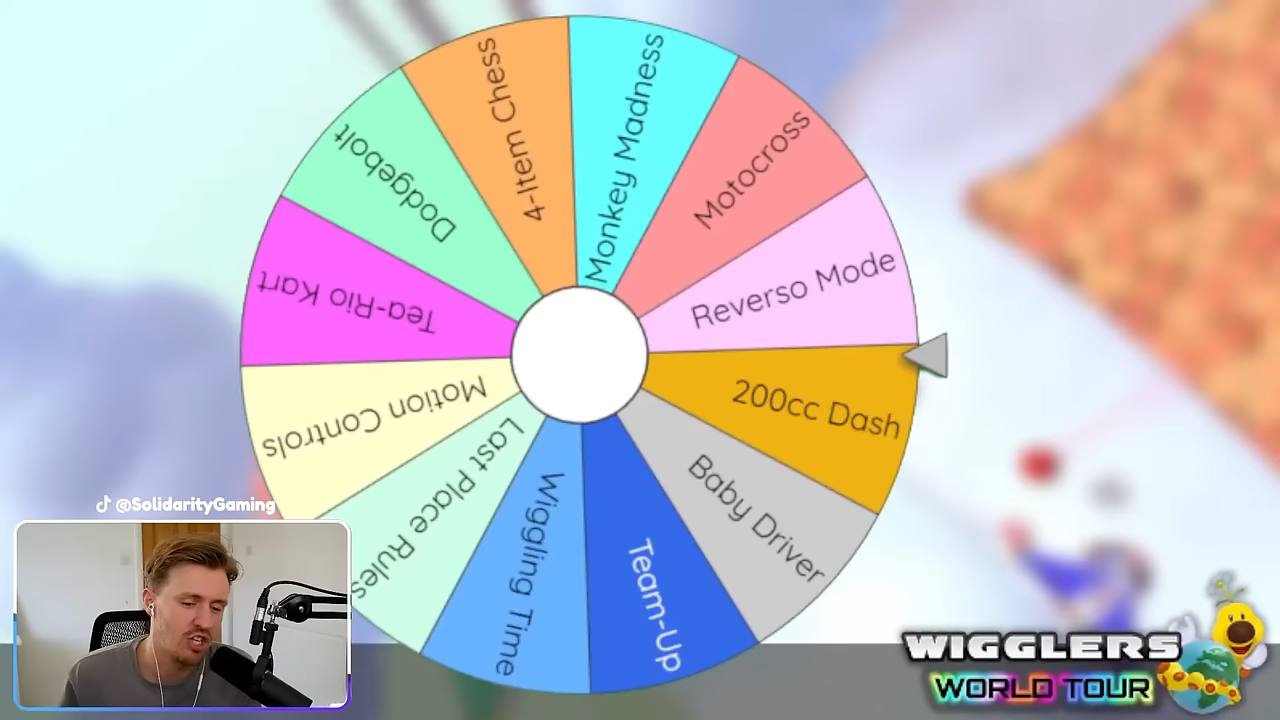 4-Item Chess
Monkey Madness
Motocross
Reverso Mode
200cc Dash
Baby Driver
Team-Up
Wiggling Time
Last Place Rules
Motion Controls
Tea-Rio Kart
Dodgebolt
@SolidarityGaming
WIGGLERS
WORLD TOUR